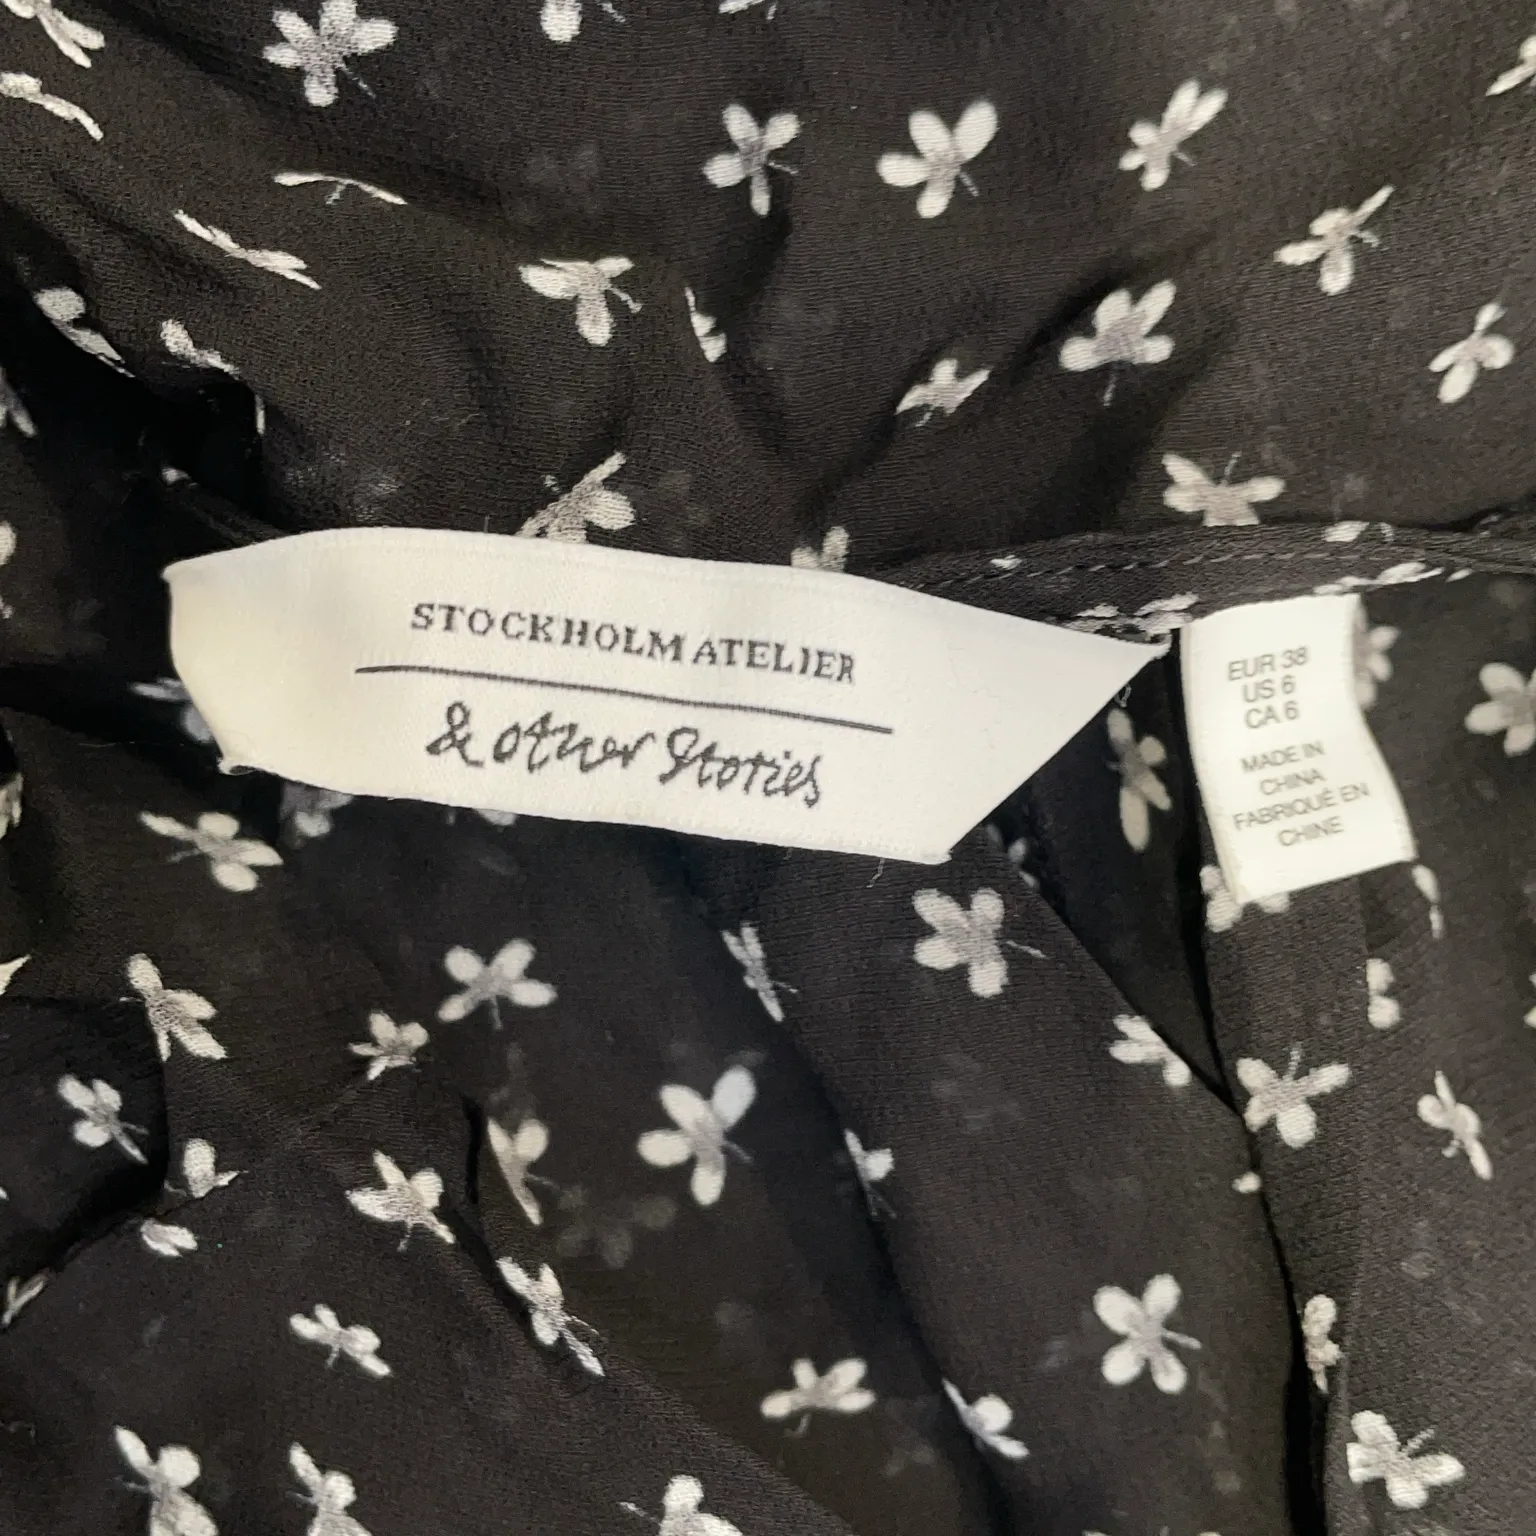 STOCKHOLM ATELIER
& other Stories
EUR 38
US 6
CA 6
MADE IN
CHINA
FABRIQUÉ EN
CHINE